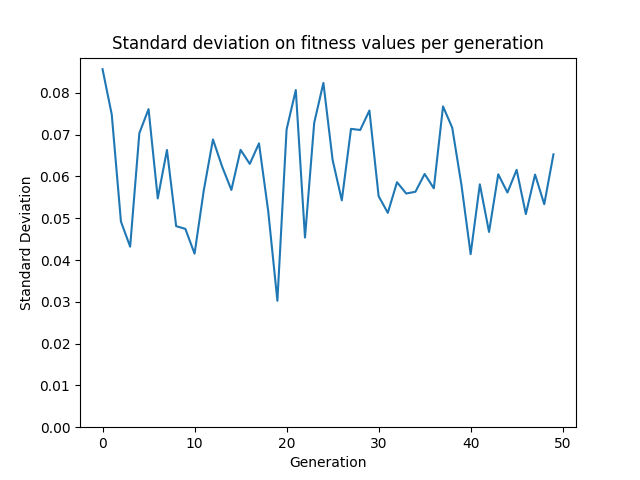 Standard deviation on fitness values per generation
0.08
0.07
0.06
0.05
0.04
0.03
0.02
0.01
0.00
Standard Deviation
0 10 20 30 40 50
Generation